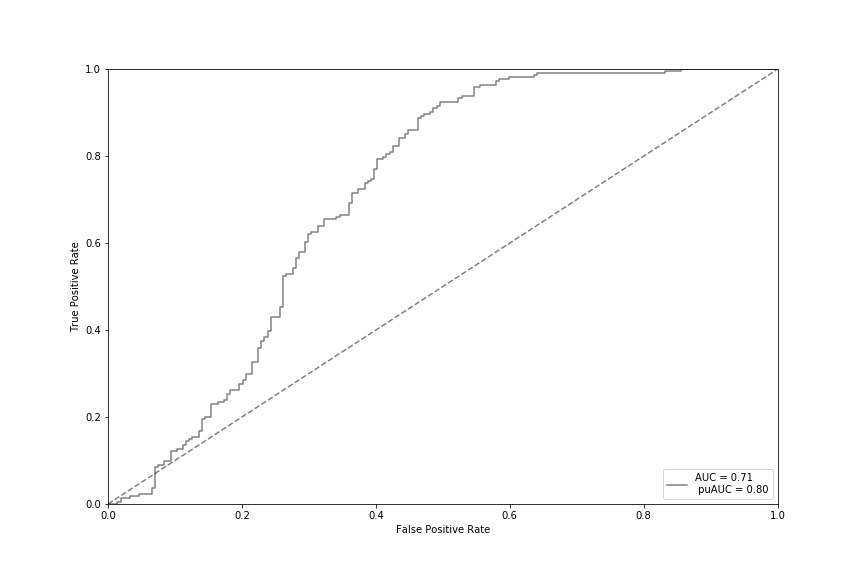 1.0
0.8
0.6
0.4
0.2
0.0
True Positive Rate
0.0 0.2 0.4 0.6 0.8 1.0
False Positive Rate
AUC = 0.71
puAUC = 0.80